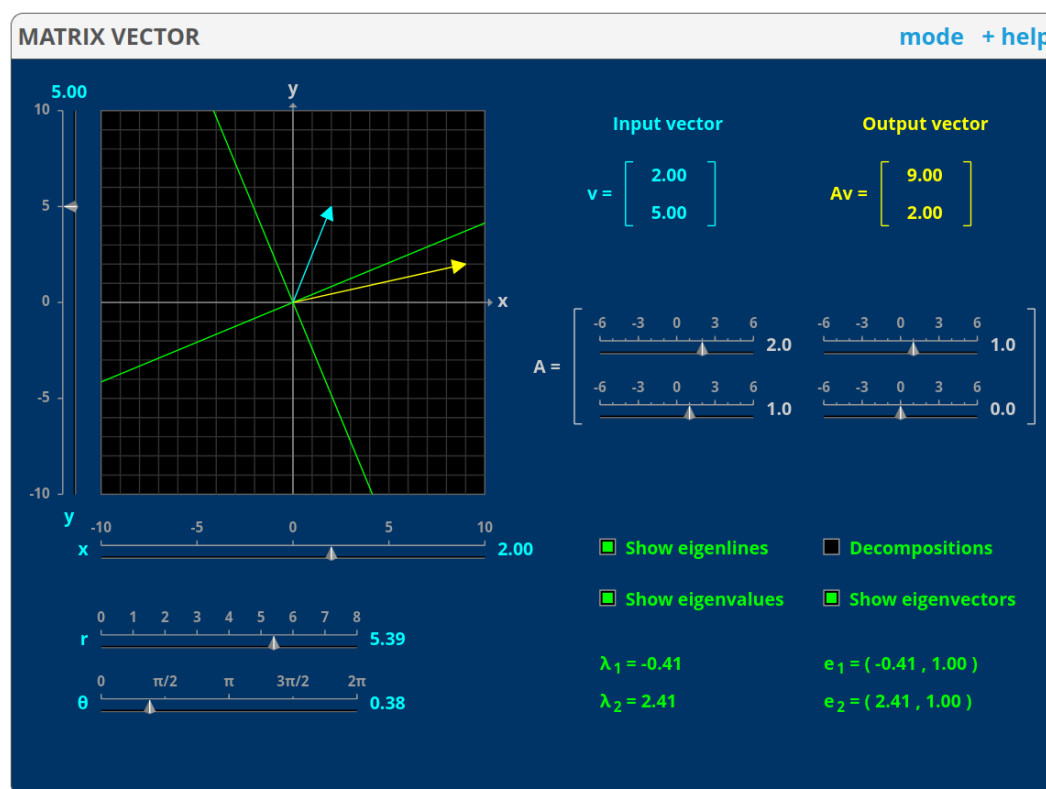 MATRIX VECTOR mode + help
5.00 y
10
5
0 x
-5
-10
y
-10 -5 0 5 10
x 2.00
0 1 2 3 4 5 6 7 8
r 5.39
0 π/2 π 3π/2 2π
θ 0.38
Input vector Output vector
v = 2.00 5.00
Av = 9.00 2.00
A =
-6 -3 0 3 6 2.0 -6 -3 0 3 6 1.0
-6 -3 0 3 6 1.0 -6 -3 0 3 6 0.0
Show eigenlines Decompositions
Show eigenvalues Show eigenvectors
λ1 = -0.41 e1 = ( -0.41 , 1.00 )
λ2 = 2.41 e2 = ( 2.41 , 1.00 )